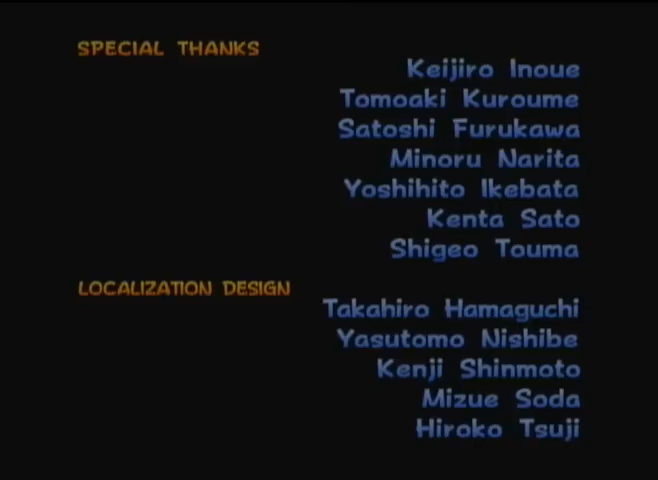 SPECIAL THANKS
Keijiro Inoue
Tomoaki Kuroume
Satoshi Furukawa
Minoru Narita
Yoshihito Ikebata
Kenta Sato
Shigeo Touma
LOCALIZATION DESIGN
Takahiro Hamaguchi
Yasutomo Nishibe
Kenji Shinmoto
Mizue Soda
Hiroko Tsuji